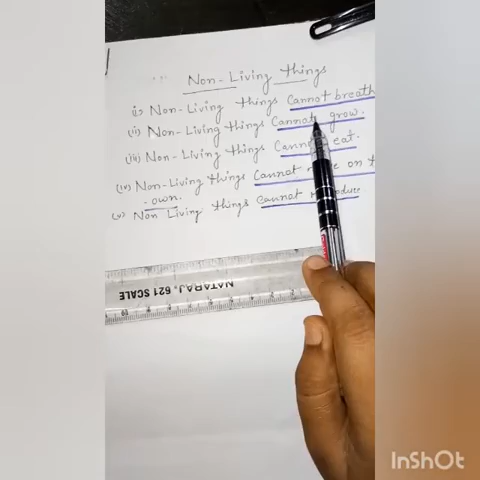 Non-Living things
(i) Non-Living things Cannot breath
(ii) Non-Living things Cannot grow.
(iii) Non-Living things Cannot eat.
(iv) Non-Living things Cannot on
- own.
(v) Non Living things Cannot
NATARAJ. 621 SCALE
InShOt